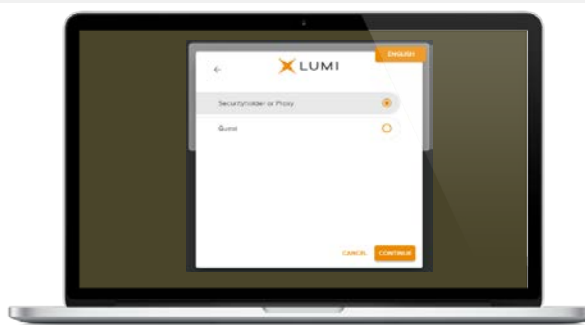 ENGLISH
LUMI
Securityholder or Proxy
Guest
CANCEL
CONTINUE